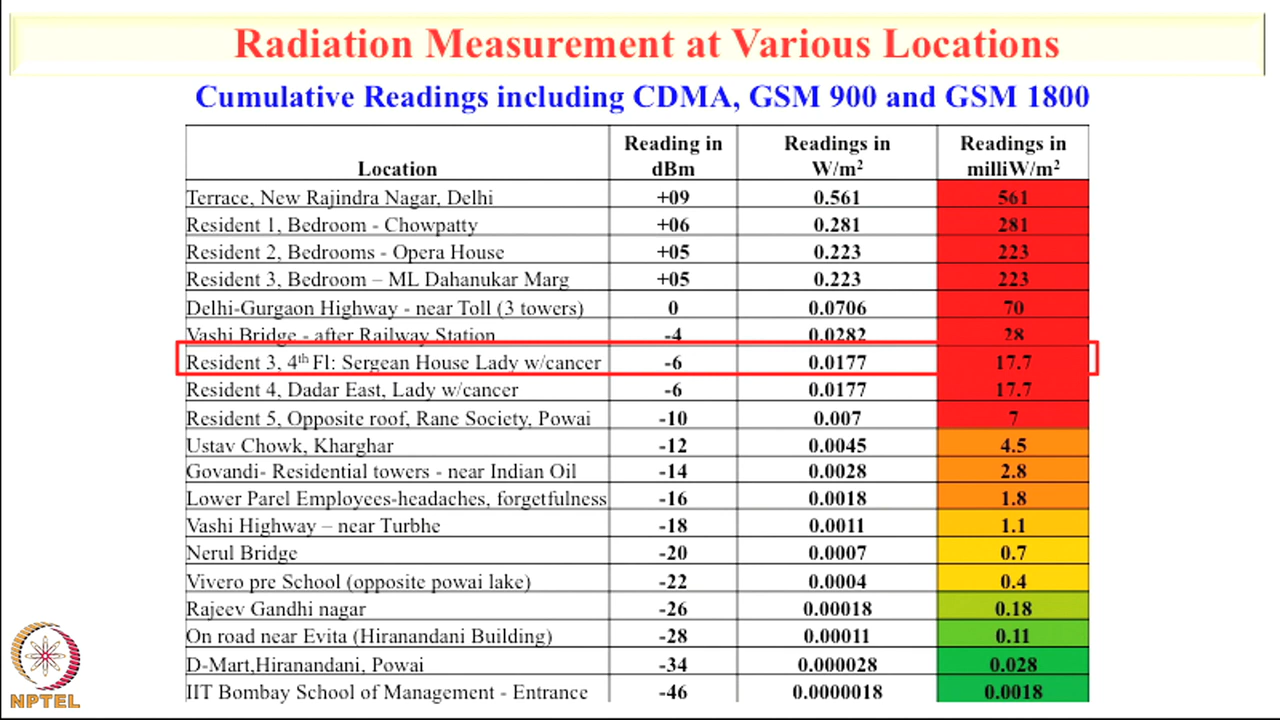 Radiation Measurement at Various Locations
Cumulative Readings including CDMA, GSM 900 and GSM 1800
Location Reading in dBm Readings in W/m² Readings in milliW/m²
Terrace, New Rajindra Nagar, Delhi +09 0.561 561
Resident 1, Bedroom - Chowpatty +06 0.281 281
Resident 2, Bedrooms - Opera House +05 0.223 223
Resident 3, Bedroom – ML Dahanukar Marg +05 0.223 223
Delhi-Gurgaon Highway - near Toll (3 towers) 0 0.0706 70
Vashi Bridge - after Railway Station -4 0.0282 28
Resident 3, 4th Fl: Sergean House Lady w/cancer -6 0.0177 17.7
Resident 4, Dadar East, Lady w/cancer -6 0.0177 17.7
Resident 5, Opposite roof, Rane Society, Powai -10 0.007 7
Ustav Chowk, Kharghar -12 0.0045 4.5
Govandi- Residential towers - near Indian Oil -14 0.0028 2.8
Lower Parel Employees-headaches, forgetfulness -16 0.0018 1.8
Vashi Highway – near Turbhe -18 0.0011 1.1
Nerul Bridge -20 0.0007 0.7
Vivero pre School (opposite powai lake) -22 0.0004 0.4
Rajeev Gandhi nagar -26 0.00018 0.18
On road near Evita (Hiranandani Building) -28 0.00011 0.11
D-Mart,Hiranandani, Powai -34 0.000028 0.028
IIT Bombay School of Management - Entrance -46 0.0000018 0.0018
NPTEL